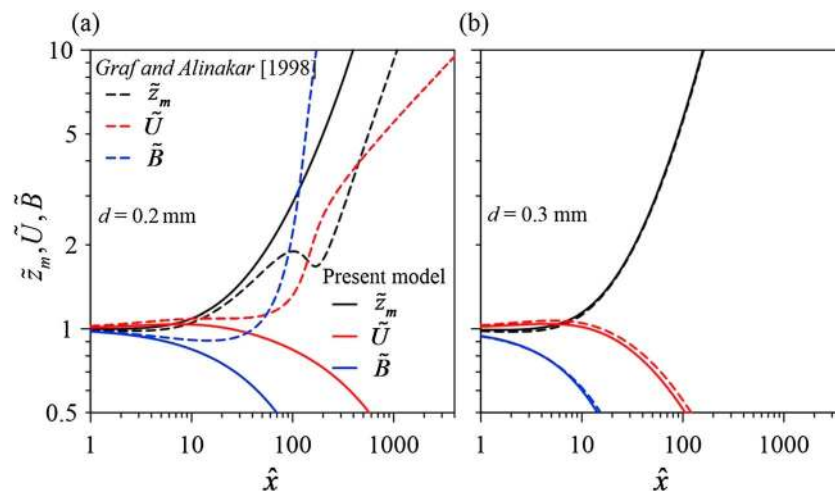 (a)
(b)
10
5
2
1
0.5
z̃ₘ, Ũ, B̃
Graf and Alinakar [1998]
z̃ₘ
Ũ
B̃
d = 0.2 mm
Present model
z̃ₘ
Ũ
B̃
1 10 100 1000
x̂
d = 0.3 mm
1 10 100 1000
x̂